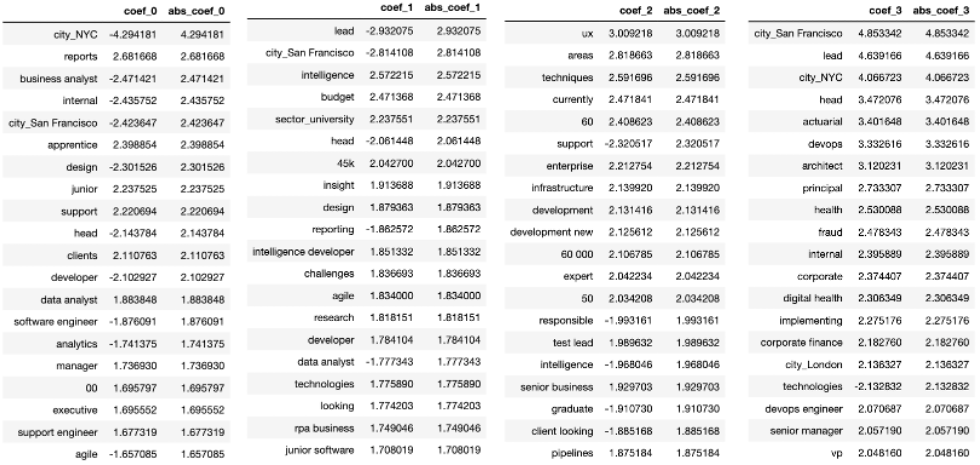 coef_0 abs_coef_0
city_NYC -4.294181 4.294181
reports 2.681668 2.681668
business analyst -2.471421 2.471421
internal -2.435752 2.435752
city_San Francisco -2.423647 2.423647
apprentice 2.398854 2.398854
design -2.301526 2.301526
junior 2.237525 2.237525
support 2.220694 2.220694
head -2.143784 2.143784
clients 2.110763 2.110763
developer -2.102927 2.102927
data analyst 1.883848 1.883848
software engineer -1.876091 1.876091
analytics -1.741375 1.741375
manager 1.736930 1.736930
00 1.695797 1.695797
executive 1.695552 1.695552
support engineer 1.677319 1.677319
agile -1.657085 1.657085
coef_1 abs_coef_1
lead -2.932075 2.932075
city_San Francisco -2.814108 2.814108
intelligence 2.572215 2.572215
budget 2.471368 2.471368
sector_university 2.237551 2.237551
head -2.061448 2.061448
45k 2.042700 2.042700
insight 1.913688 1.913688
design 1.879363 1.879363
reporting -1.862572 1.862572
intelligence developer 1.851332 1.851332
challenges 1.836693 1.836693
agile 1.834000 1.834000
research 1.818151 1.818151
developer 1.784104 1.784104
data analyst -1.777343 1.777343
technologies 1.775890 1.775890
looking 1.774203 1.774203
rpa business 1.749046 1.749046
junior software 1.708019 1.708019
coef_2 abs_coef_2
ux 3.009218 3.009218
areas 2.818663 2.818663
techniques 2.591696 2.591696
currently 2.471841 2.471841
60 2.408623 2.408623
support -2.320517 2.320517
enterprise 2.212754 2.212754
infrastructure 2.139920 2.139920
development 2.131416 2.131416
development new 2.125612 2.125612
60 000 2.106785 2.106785
expert 2.042234 2.042234
50 2.034208 2.034208
responsible -1.993161 1.993161
test lead 1.989632 1.989632
intelligence -1.968046 1.968046
senior business 1.929703 1.929703
graduate -1.910730 1.910730
client looking -1.885168 1.885168
pipelines 1.875184 1.875184
coef_3 abs_coef_3
city_San Francisco 4.853342 4.853342
lead 4.639166 4.639166
city_NYC 4.066723 4.066723
head 3.472076 3.472076
actuarial 3.401648 3.401648
devops 3.332616 3.332616
architect 3.120231 3.120231
principal 2.733307 2.733307
health 2.530088 2.530088
fraud 2.478343 2.478343
internal 2.395889 2.395889
corporate 2.374407 2.374407
digital health 2.306349 2.306349
implementing 2.275176 2.275176
corporate finance 2.182760 2.182760
city_London 2.136327 2.136327
technologies -2.132832 2.132832
devops engineer 2.070687 2.070687
senior manager 2.057190 2.057190
vp 2.048160 2.048160